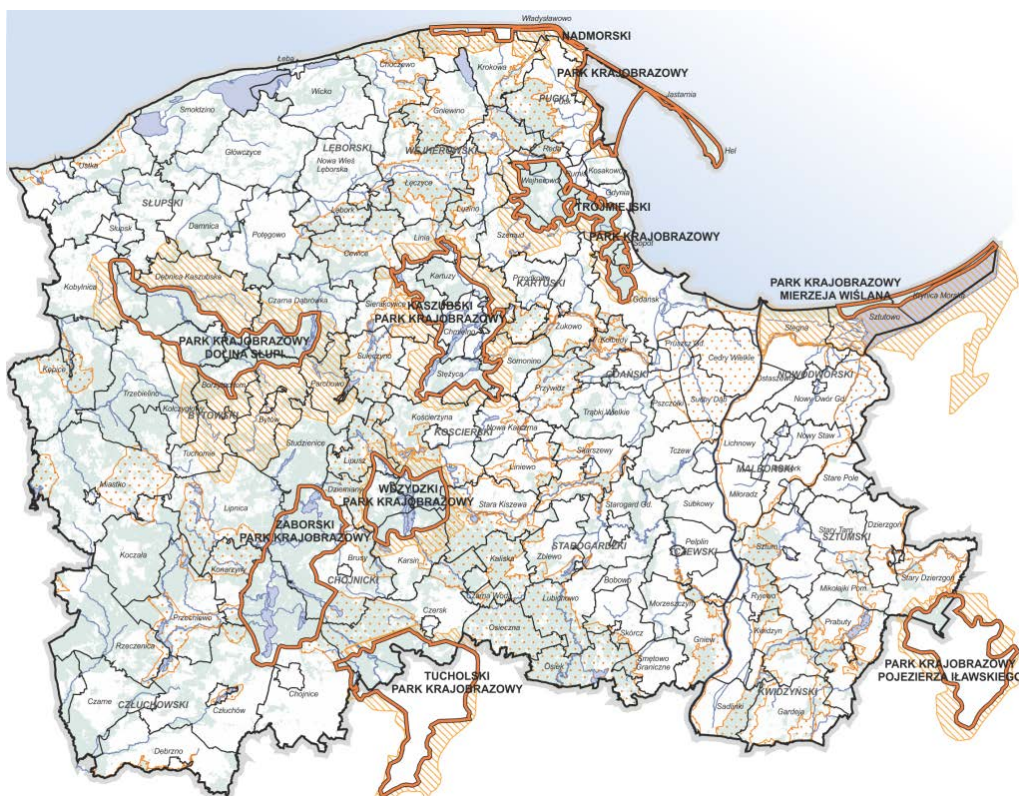 Władysławowo
NADMORSKI
PARK KRAJOBRAZOWY
Jastarnia
Hel
Łeba
Choczewo
Krokowa
Smołdzino
Wicko
Gniewino
PUCKI
Puck
Ustka
Główczyce
LĘBORSKI
Nowa Wieś
Lęborska
WEJHEROWSKI
Reda
Rumia
Kosakowo
Wejherowo
Gdynia
Łęczyce
Luzino
TRÓJMIEJSKI
PARK KRAJOBRAZOWY
Sopot
SŁUPSKI
Słupsk
Damnica
Potęgowo
Lębork
Cewice
Linia
Szemud
Kobylnica
Dębnica Kaszubska
Czarna Dąbrówka
Sierakowice
Kartuzy
Przodkowo
KARTUSKI
Gdańsk
KASZUBSKI
PARK KRAJOBRAZOWY
Chmielno
Żukowo
Kolbudy
Pruszcz Gd.
PARK KRAJOBRAZOWY
MIERZEJA WIŚLANA
Krynica Morska
Sztutowo
Stegna
PARK KRAJOBRAZOWY
DOLINA SŁUPI
Sulęczyno
Stężyca
Somonino
Przywidz
GDAŃSKI
Cedry Wielkie
Suchy Dąb
Pszczółki
Ostaszewo
NOWODWORSKI
Nowy Dwór Gd.
Kępice
Trzebielino
Kołczygłowy
Borzytuchom
Parchowo
BYTOWSKI
Bytów
Tuchomie
Studzienice
Kościerzyna
KOŚCIERSKI
Nowa Karczma
Trąbki Wielkie
Tczew
Lichnowy
Nowy Staw
MALBORSKI
Malbork
Miłoradz
Stare Pole
Miastko
Lipnica
Lipusz
Dziemiany
WDZYDZKI
PARK KRAJOBRAZOWY
Liniewo
Skarszewy
Stara Kiszewa
Starogard Gd.
Subkowy
ZABORSKI
PARK KRAJOBRAZOWY
Koczała
Konarzyny
Brusy
Karsin
CHOJNICKI
Kaliska
Zblewo
STAROGARDZKI
Pelplin
TCZEWSKI
Sztum
Stary Targ
SZTUMSKI
Dzierzgoń
Stary Dzierzgoń
Mikołajki Pom.
Bobowo
Czersk
Czarna Woda
Lubichowo
Morzeszczyn
Ryjewo
Prabuty
Przechlewo
Rzeczenica
Osieczna
Skórcz
Gniew
Kwidzyn
Osiek
Smętowo
Graniczne
TUCHOLSKI
PARK KRAJOBRAZOWY
PARK KRAJOBRAZOWY
POJEZIERZA IŁAWSKIEGO
Czarne
CZŁUCHOWSKI
Człuchów
Chojnice
Sadlinki
KWIDZYŃSKI
Gardeja
Debrzno